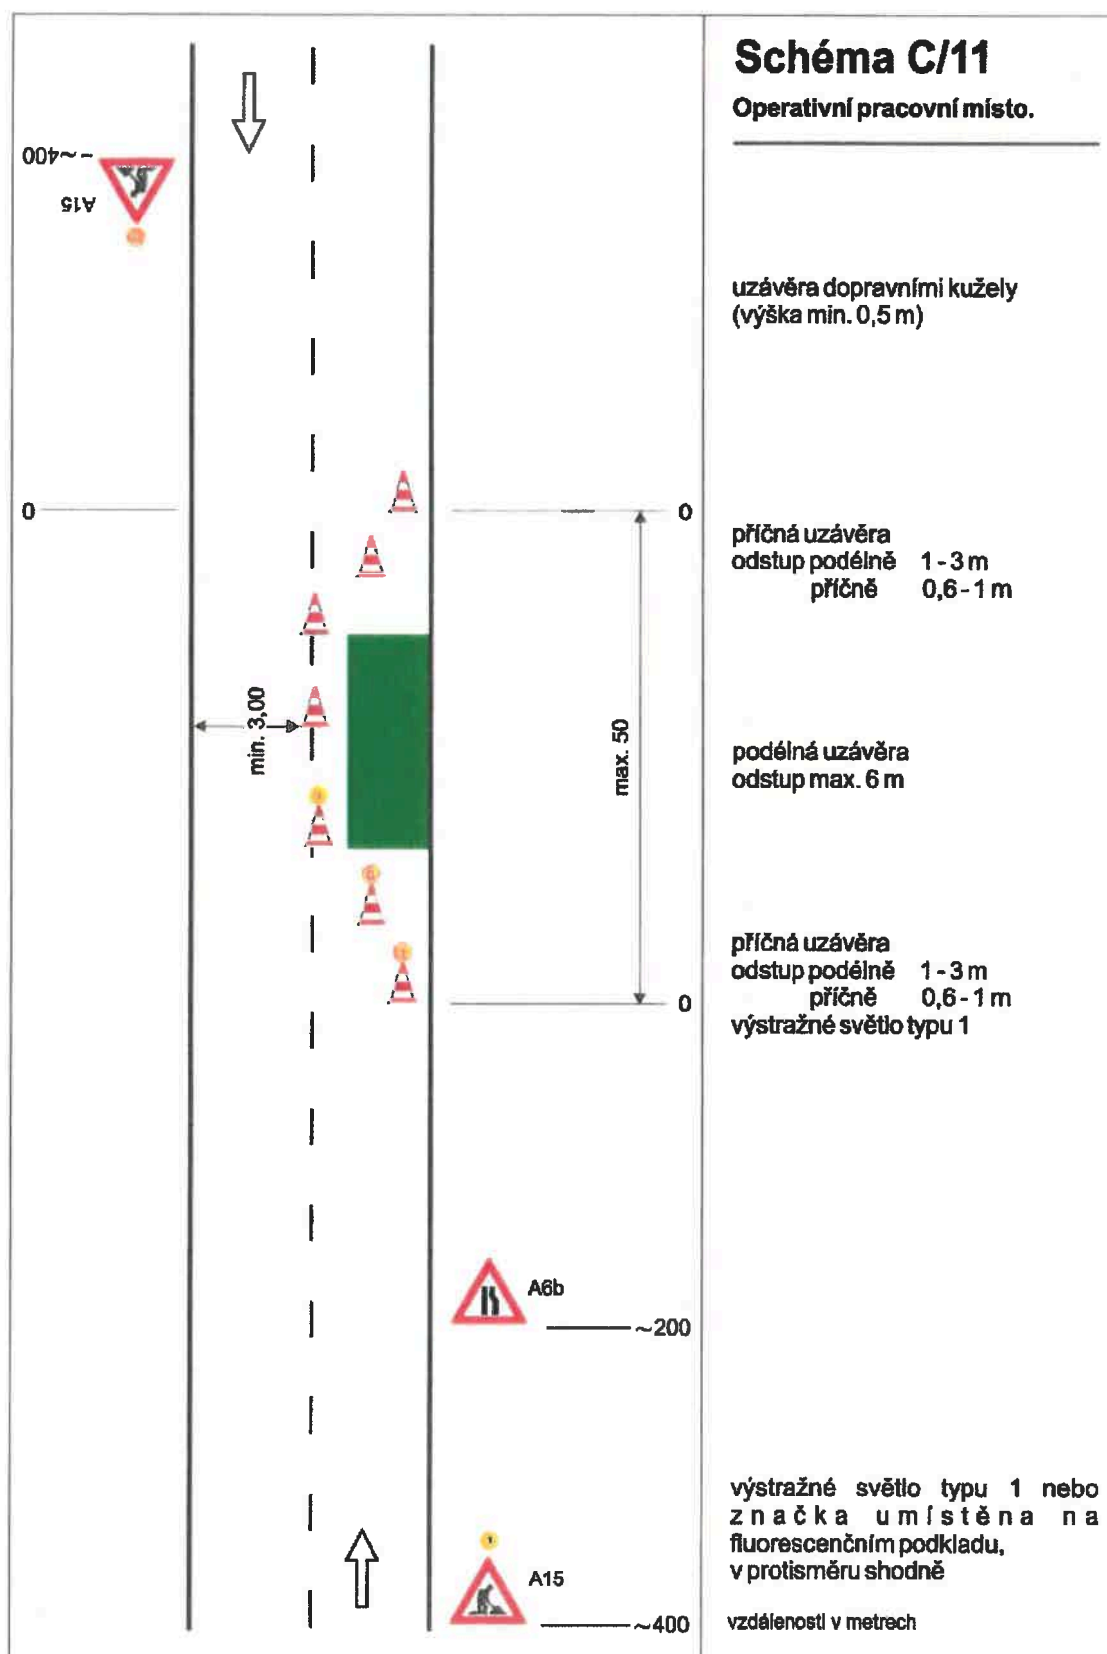 Schéma C/11
Operativní pracovní místo.
~400
A15
uzávěra dopravními kužely
(výška min. 0,5 m)
0
0
příčná uzávěra
odstup podélně 1 - 3 m
příčně 0,6 - 1 m
min. 3,00
max. 50
podélná uzávěra
odstup max. 6 m
příčná uzávěra
odstup podélně 1 - 3 m
příčně 0,6 - 1 m
výstražné světlo typu 1
0
A6b
~200
výstražné světlo typu 1 nebo
značka umístěna na
fluorescenčním podkladu,
v protisměru shodně
1
A15
~400
vzdálenosti v metrech